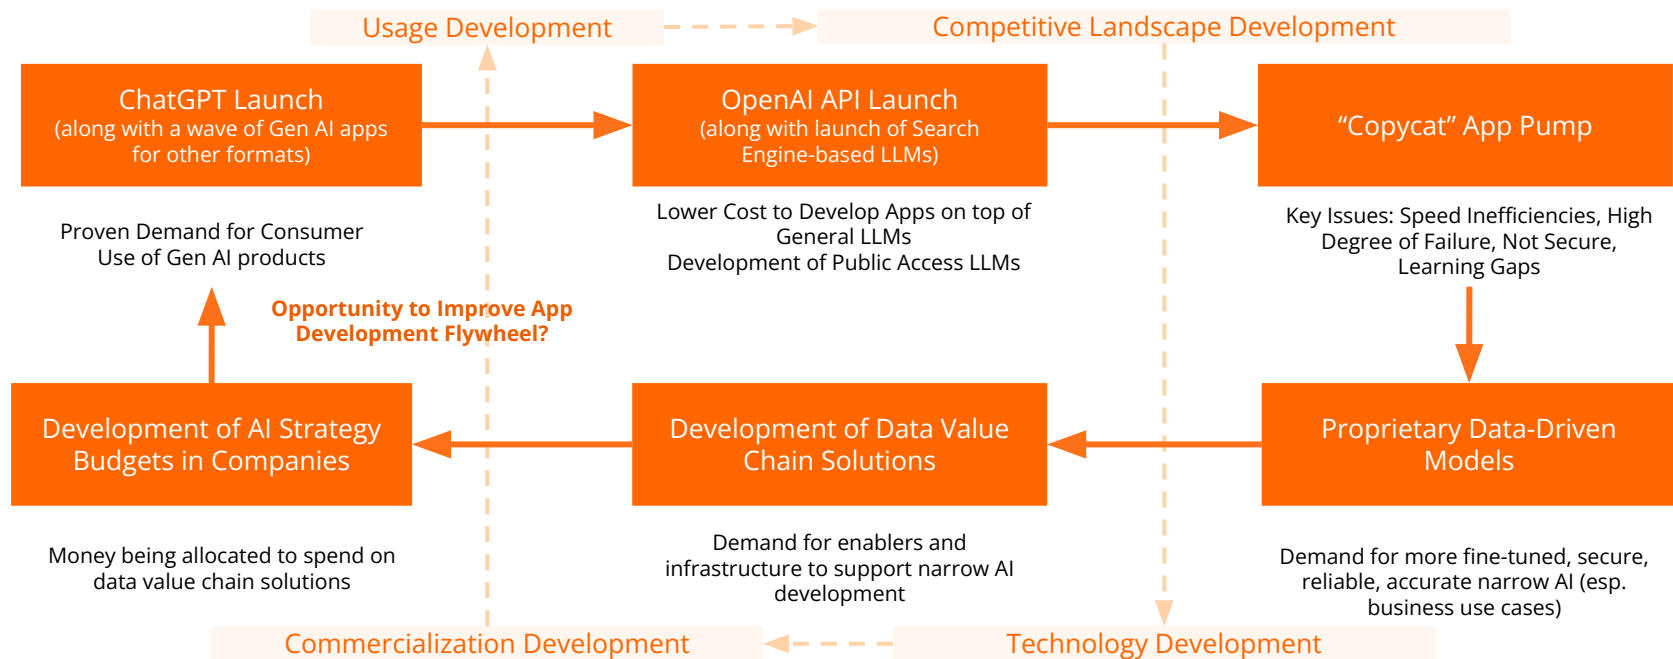 Usage Development
Competitive Landscape Development
ChatGPT Launch
(along with a wave of Gen AI apps
for other formats)
OpenAI API Launch
(along with launch of Search
Engine-based LLMs)
“Copycat” App Pump
Proven Demand for Consumer
Use of Gen AI products
Lower Cost to Develop Apps on top of
General LLMs
Development of Public Access LLMs
Key Issues: Speed Inefficiencies, High
Degree of Failure, Not Secure,
Learning Gaps
Opportunity to Improve App
Development Flywheel?
Development of AI Strategy
Budgets in Companies
Development of Data Value
Chain Solutions
Proprietary Data-Driven
Models
Money being allocated to spend on
data value chain solutions
Demand for enablers and
infrastructure to support narrow AI
development
Demand for more fine-tuned, secure,
reliable, accurate narrow AI (esp.
business use cases)
Commercialization Development
Technology Development